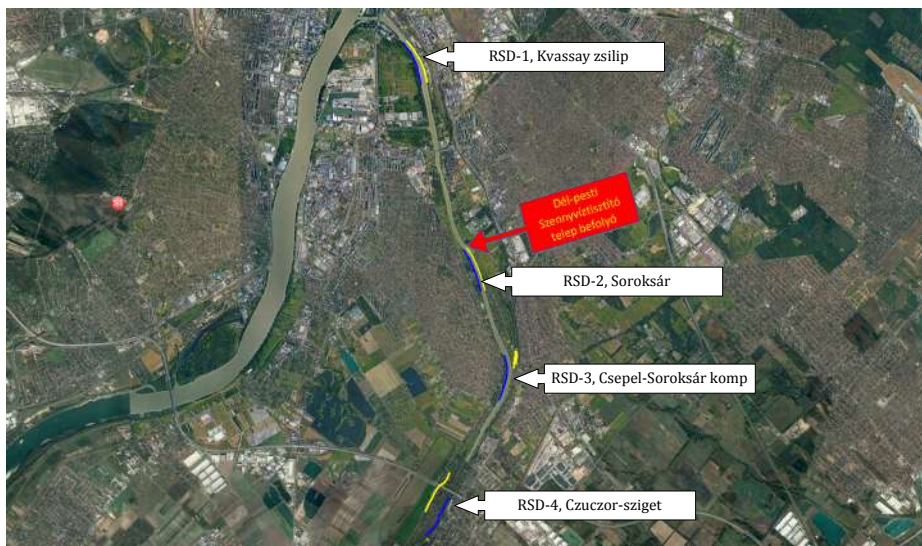 RSD-1, Kvassay zsilip
Dél-pesti
Szennyvíztisztító
telep befolyó
RSD-2, Soroksár
RSD-3, Csepel-Soroksár komp
RSD-4, Czuczor-sziget